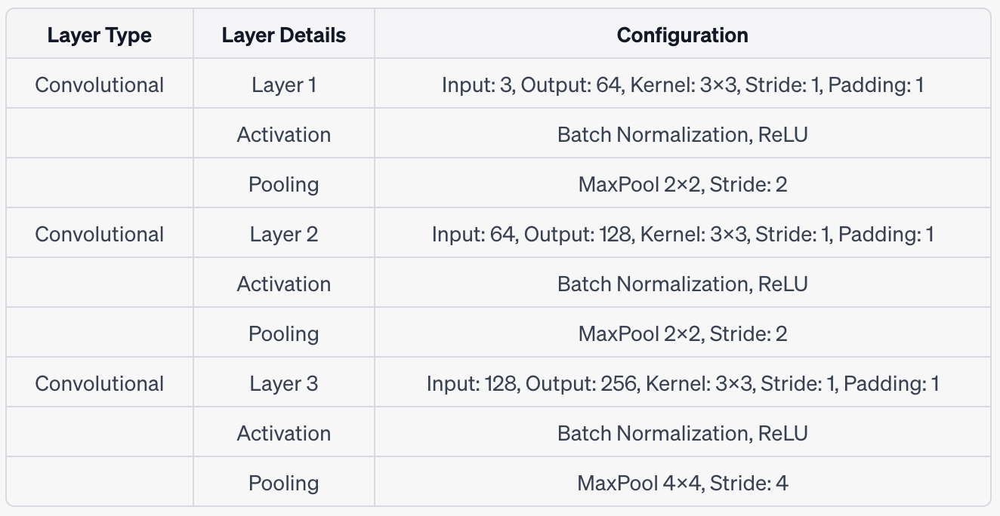 Layer Type Layer Details Configuration
Convolutional Layer 1 Input: 3, Output: 64, Kernel: 3×3, Stride: 1, Padding: 1
Activation Batch Normalization, ReLU
Pooling MaxPool 2×2, Stride: 2
Convolutional Layer 2 Input: 64, Output: 128, Kernel: 3×3, Stride: 1, Padding: 1
Activation Batch Normalization, ReLU
Pooling MaxPool 2×2, Stride: 2
Convolutional Layer 3 Input: 128, Output: 256, Kernel: 3×3, Stride: 1, Padding: 1
Activation Batch Normalization, ReLU
Pooling MaxPool 4×4, Stride: 4